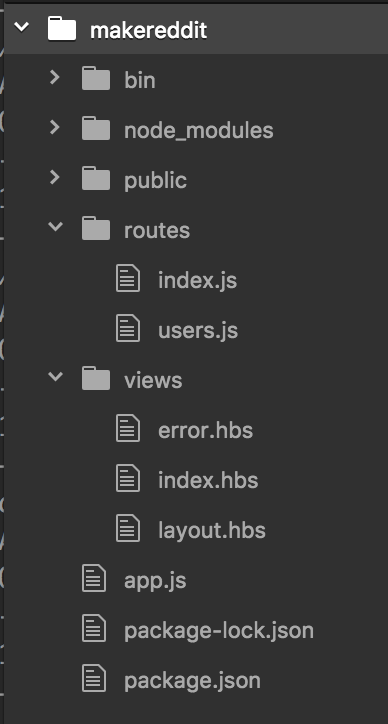 makereddit
bin
node_modules
public
routes
index.js
users.js
views
error.hbs
index.hbs
layout.hbs
app.js
package-lock.json
package.json